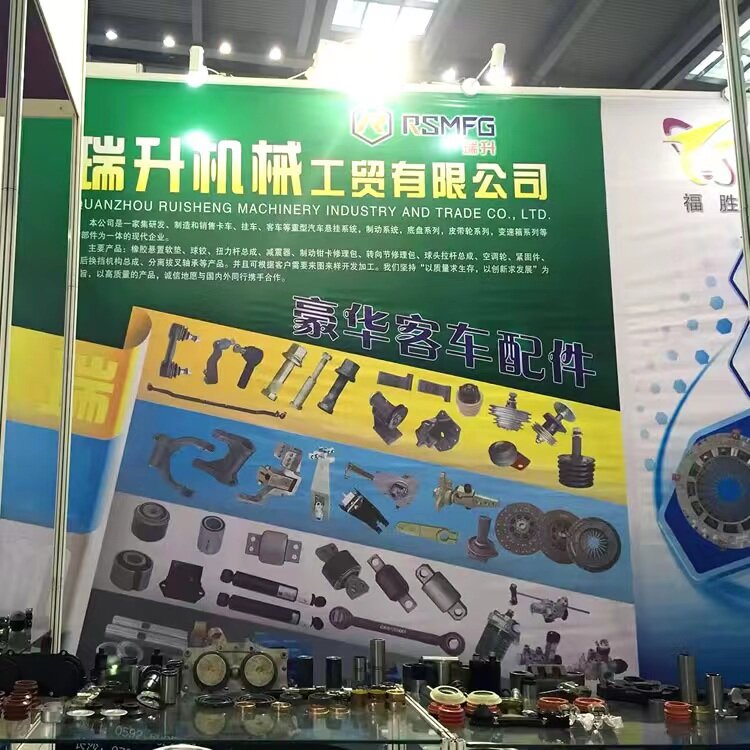 RSMFG
瑞升
瑞升机械工贸有限公司
QUANZHOU RUISHENG MACHINERY INDUSTRY AND TRADE CO., LTD.
本公司是一家集研发、制造和销售卡车、挂车、客车等重型汽车悬挂系统,制动系统,底盘系列,皮带轮系列,变速箱系列等
部件为一体的现代企业。
主要产品:橡胶悬置软垫、球铰、扭力杆总成、减震器、制动钳卡修理包、转向节修理包、球头拉杆总成、空调轮、紧固件、
后换挡机构总成、分离拨叉轴承等产品。并且可根据客户需要来图来样开发加工。我们坚持“以质量求生存,以创新求发展”为
旨,以高质量的产品,诚信地愿与国内外同行携手合作。
豪华客车配件
瑞
福胜